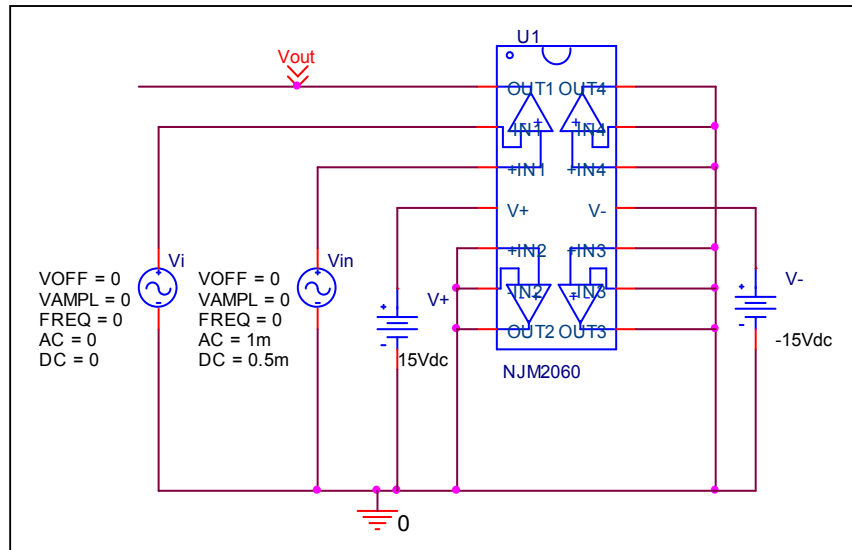 U1
Vout
OUT1 OUT4
-IN1 -IN4
+IN1 +IN4
V+ V-
+IN2 +IN3
-IN2 -IN3
OUT2 OUT3
NJM2060
Vi
VOFF = 0
VAMPL = 0
FREQ = 0
AC = 0
DC = 0
Vin
VOFF = 0
VAMPL = 0
FREQ = 0
AC = 1m
DC = 0.5m
V+
15Vdc
V-
-15Vdc
0